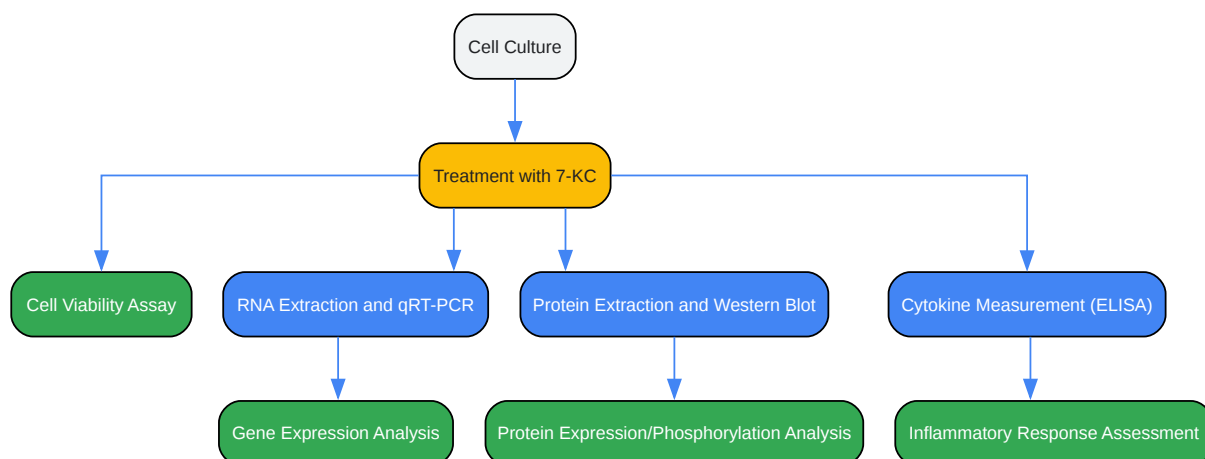 Cell Culture
Treatment with 7-KC
Cell Viability Assay
RNA Extraction and qRT-PCR
Protein Extraction and Western Blot
Cytokine Measurement (ELISA)
Gene Expression Analysis
Protein Expression/Phosphorylation Analysis
Inflammatory Response Assessment